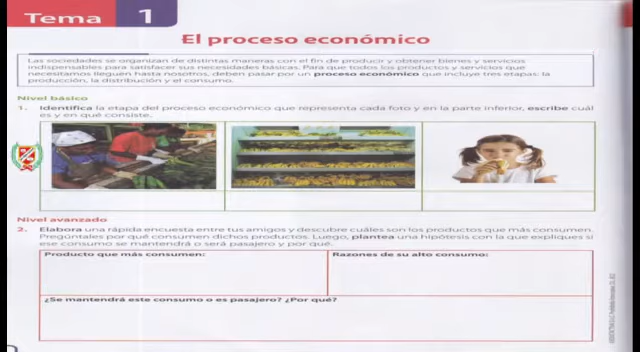 Tema 1
El proceso económico
Las sociedades se organizan de distintas maneras con el fin de producir y obtener bienes y servicios
indispensables para satisfacer sus necesidades básicas. Para que todos los productos y servicios que
necesitamos lleguen hasta nosotros, deben pasar por un proceso económico que incluye tres etapas: la
producción, la distribución y el consumo.
Nivel básico
1. Identifica la etapa del proceso económico que representa cada foto y en la parte inferior, escribe cuál
es y en qué consiste.
Nivel avanzado
2. Elabora una rápida encuesta entre tus amigos y descubre cuáles son los productos que más consumen.
Pregúntales por qué consumen dichos productos. Luego, plantea una hipótesis con la que expliques si
ese consumo se mantendrá o será pasajero y por qué.
Producto que más consumen:
Razones de su alto consumo:
¿Se mantendrá este consumo o es pasajero? ¿Por qué?